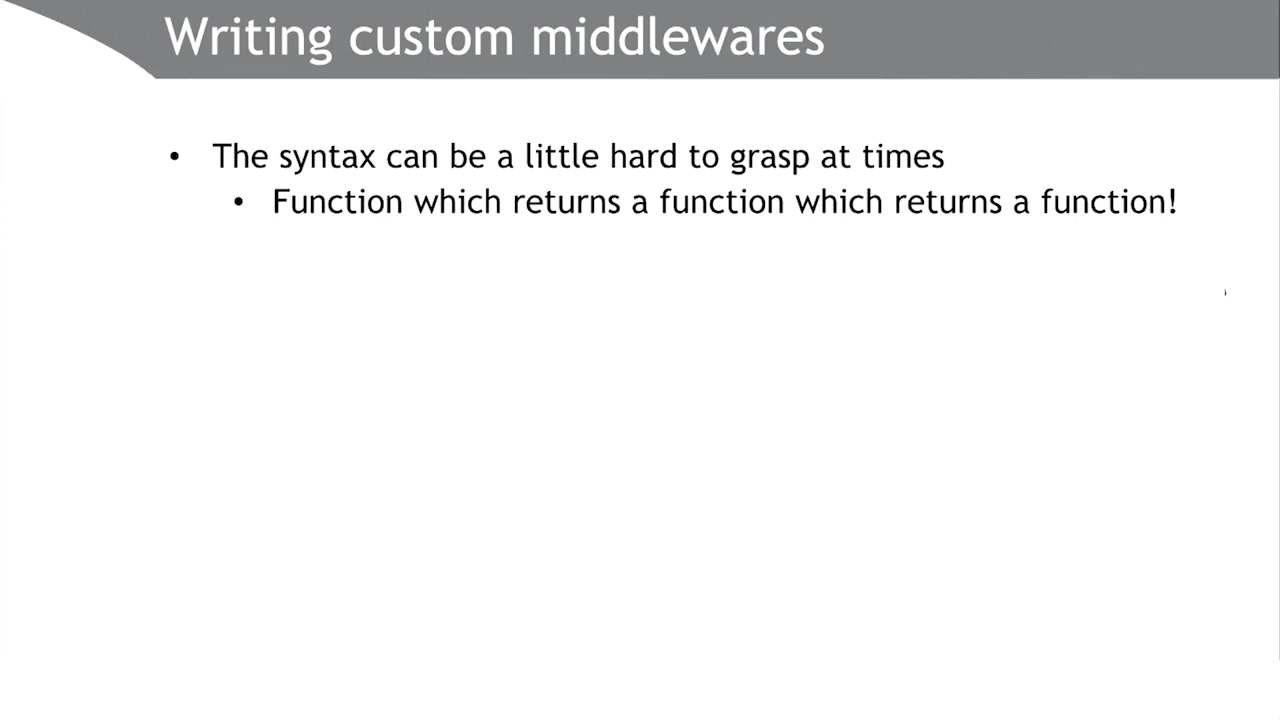 Writing custom middlewares
• The syntax can be a little hard to grasp at times
• Function which returns a function which returns a function!